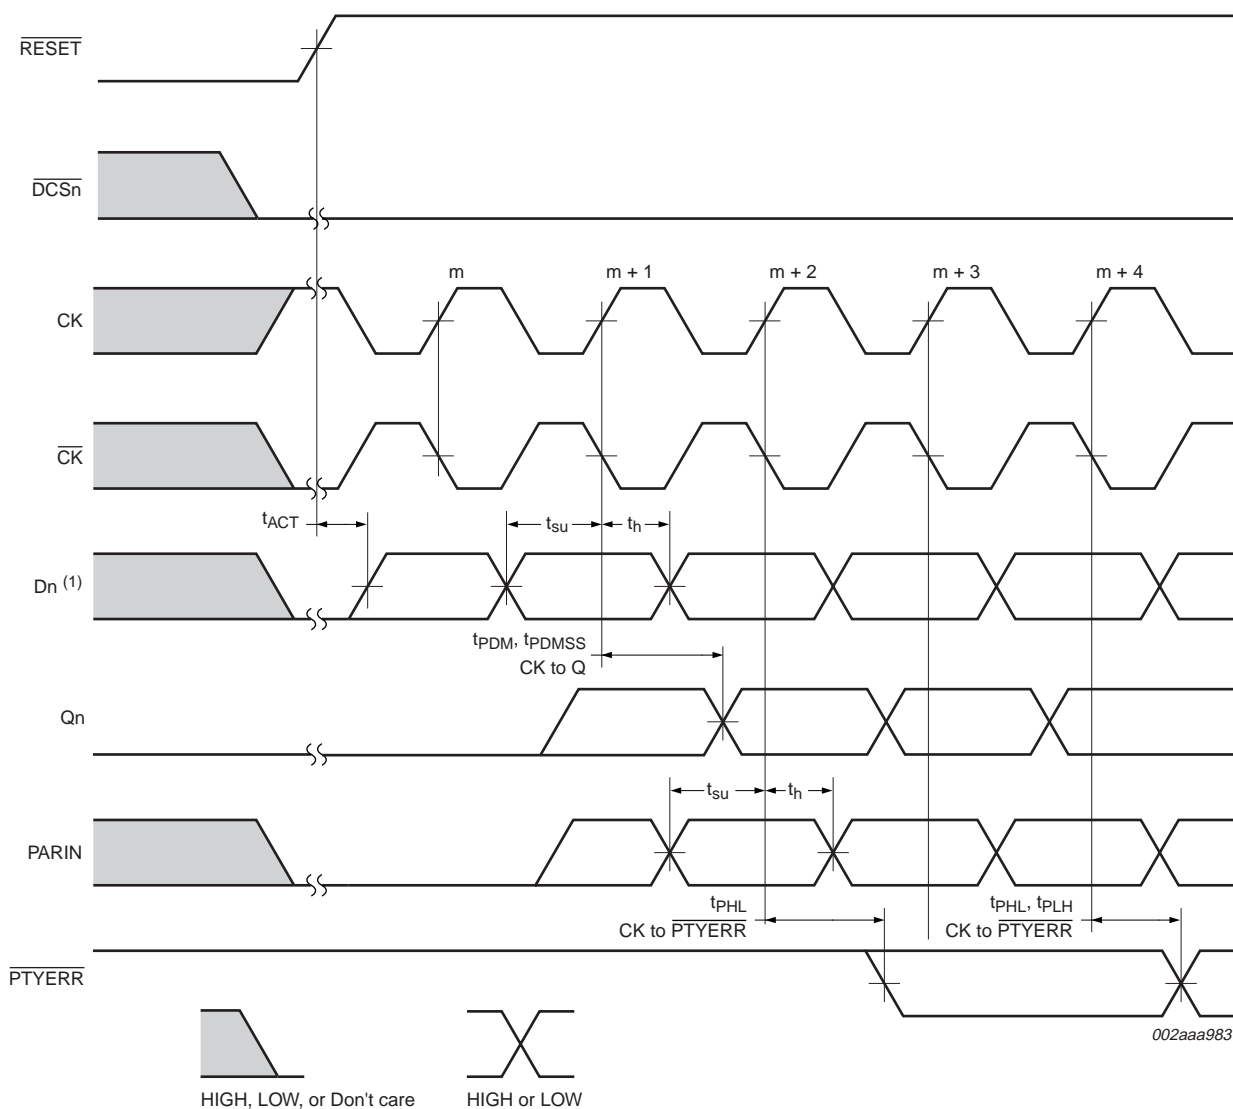 RESET
DCSn
m m + 1 m + 2 m + 3 m + 4
CK
CK
tACT
tsu
th
Dn (1)
tPDM, tPDMSS
CK to Q
Qn
tsu
th
PARIN
tPHL
CK to PTYERR
tPHL, tPLH
CK to PTYERR
PTYERR
002aaa983
HIGH, LOW, or Don't care
HIGH or LOW